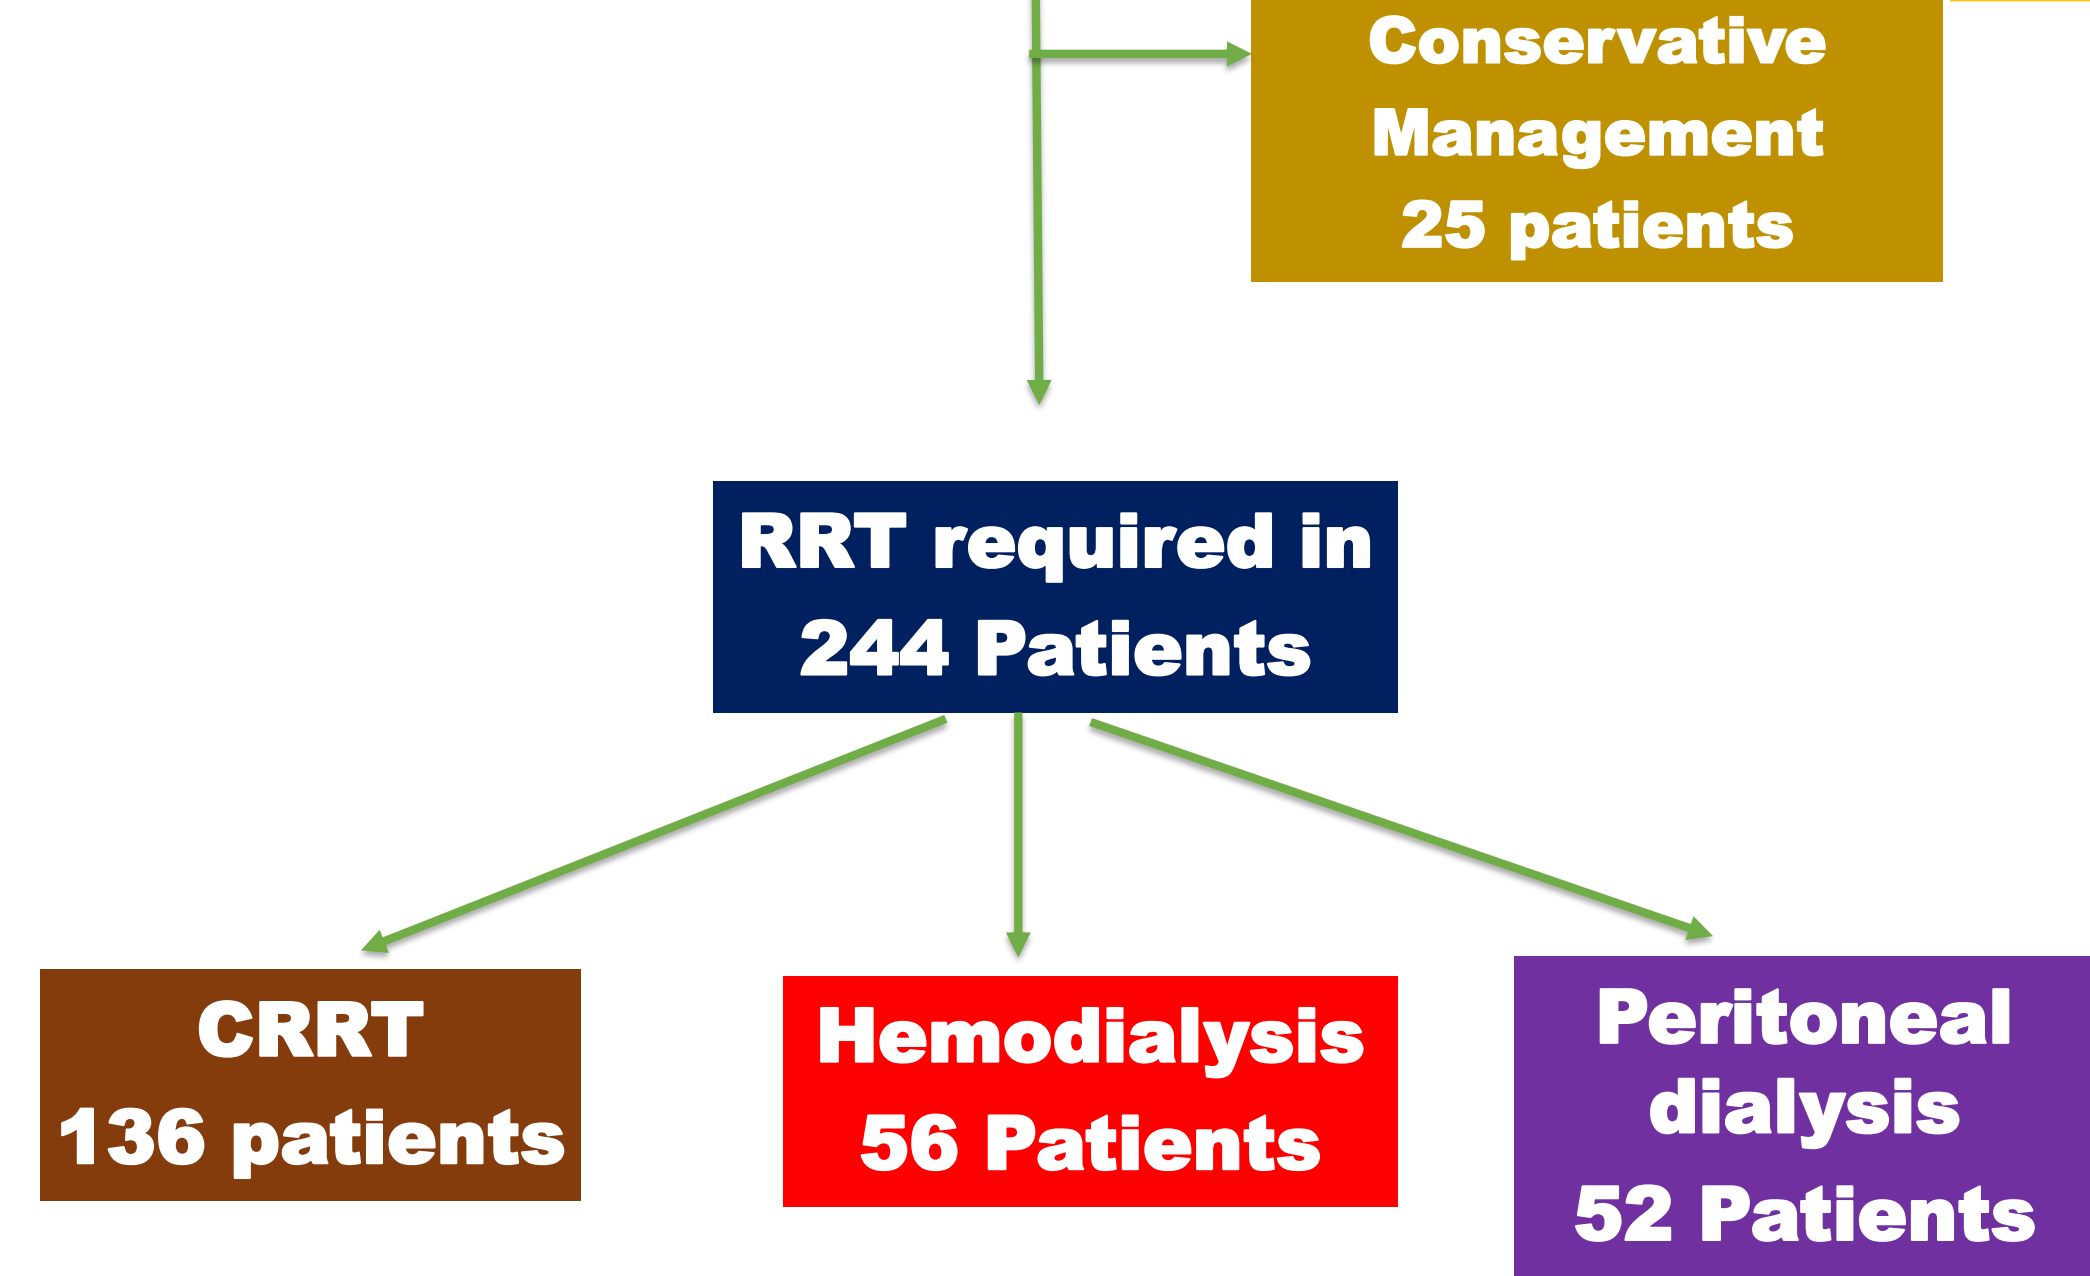 Conservative
Management
25 patients
RRT required in
244 Patients
CRRT
136 patients
Hemodialysis
56 Patients
Peritoneal
dialysis
52 Patients